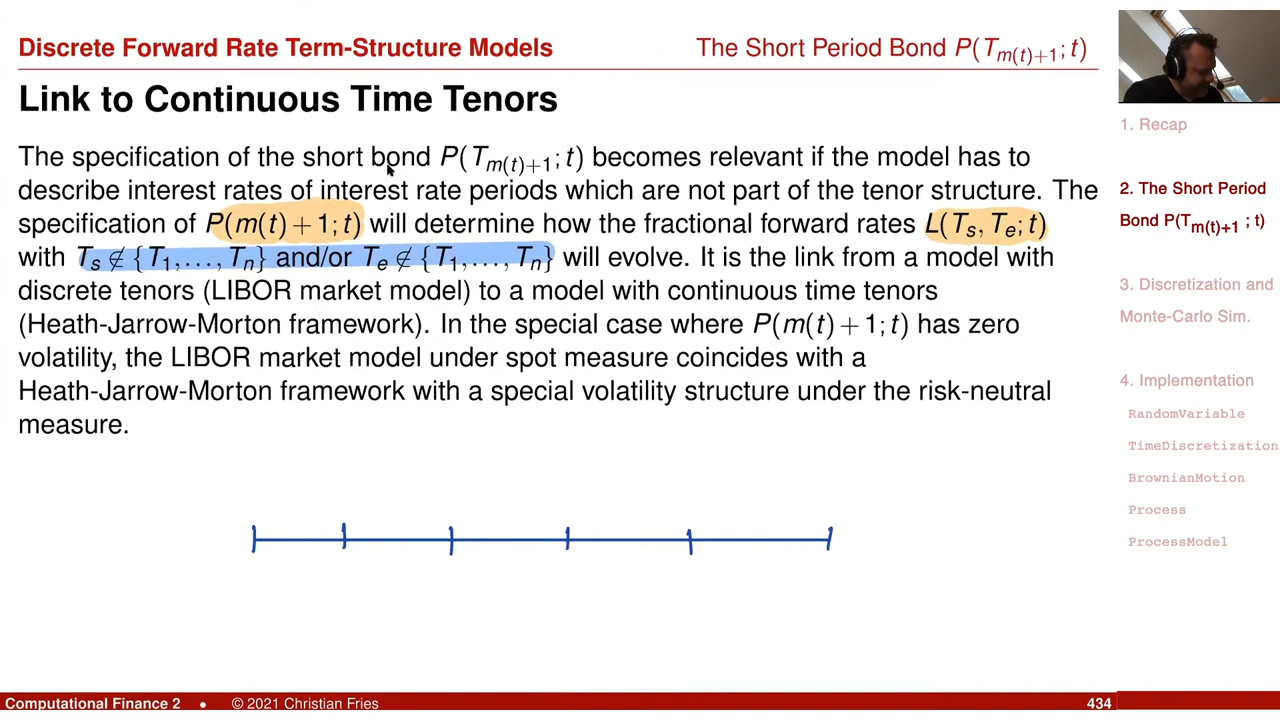 Discrete Forward Rate Term-Structure Models
The Short Period Bond P(T_{m(t)+1}; t)
Link to Continuous Time Tenors
The specification of the short bond P(T_{m(t)+1}; t) becomes relevant if the model has to
describe interest rates of interest rate periods which are not part of the tenor structure. The
specification of P(m(t) + 1; t) will determine how the fractional forward rates L(T_s, T_e; t)
with T_s ∉ {T_1, . . . , T_n} and/or T_e ∉ {T_1, . . . , T_n} will evolve. It is the link from a model with
discrete tenors (LIBOR market model) to a model with continuous time tenors
(Heath-Jarrow-Morton framework). In the special case where P(m(t) + 1; t) has zero
volatility, the LIBOR market model under spot measure coincides with a
Heath-Jarrow-Morton framework with a special volatility structure under the risk-neutral
measure.
1. Recap
2. The Short Period
Bond P(T_{m(t)+1} ; t)
3. Discretization and
Monte-Carlo Sim.
4. Implementation
RandomVariable
TimeDiscretization
BrownianMotion
Process
ProcessModel
Computational Finance 2 • © 2021 Christian Fries
434